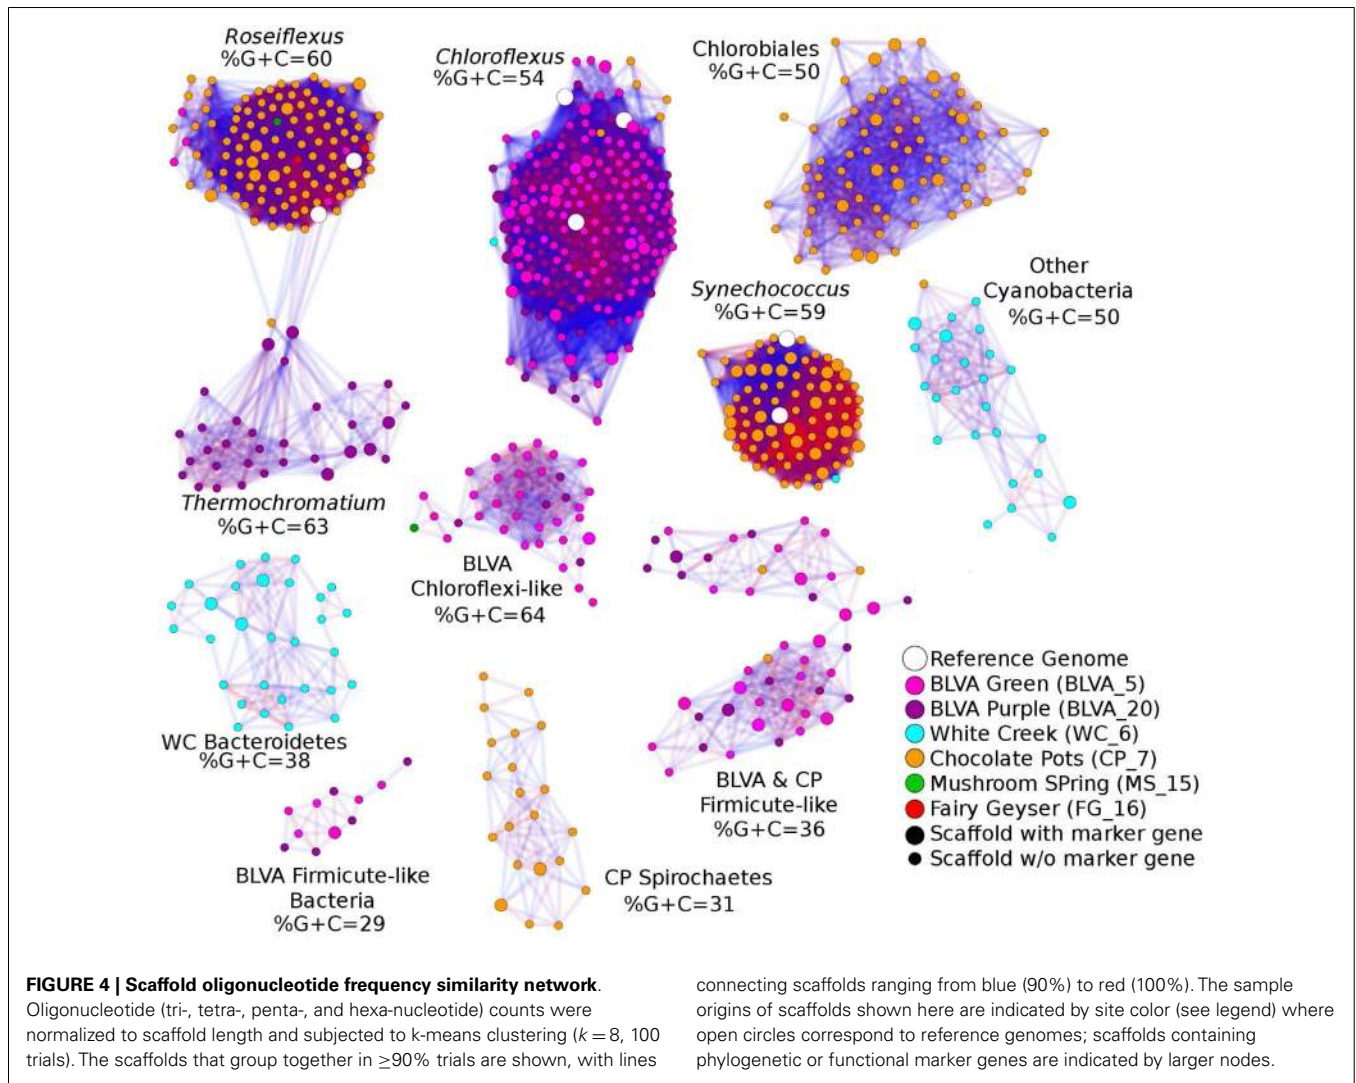 Roseiflexus
%G+C=60
Chloroflexus
%G+C=54
Chlorobiales
%G+C=50
Synechococcus
%G+C=59
Other
Cyanobacteria
%G+C=50
Thermochromatium
%G+C=63
BLVA
Chloroflexi-like
%G+C=64
WC Bacteroidetes
%G+C=38
BLVA Firmicute-like
Bacteria
%G+C=29
CP Spirochaetes
%G+C=31
BLVA & CP
Firmicute-like
%G+C=36
Reference Genome
BLVA Green (BLVA_5)
BLVA Purple (BLVA_20)
White Creek (WC_6)
Chocolate Pots (CP_7)
Mushroom SPring (MS_15)
Fairy Geyser (FG_16)
Scaffold with marker gene
Scaffold w/o marker gene
FIGURE 4 | Scaffold oligonucleotide frequency similarity network.
Oligonucleotide (tri-, tetra-, penta-, and hexa-nucleotide) counts were
normalized to scaffold length and subjected to k-means clustering (k = 8, 100
trials). The scaffolds that group together in ≥90% trials are shown, with lines
connecting scaffolds ranging from blue (90%) to red (100%). The sample
origins of scaffolds shown here are indicated by site color (see legend) where
open circles correspond to reference genomes; scaffolds containing
phylogenetic or functional marker genes are indicated by larger nodes.